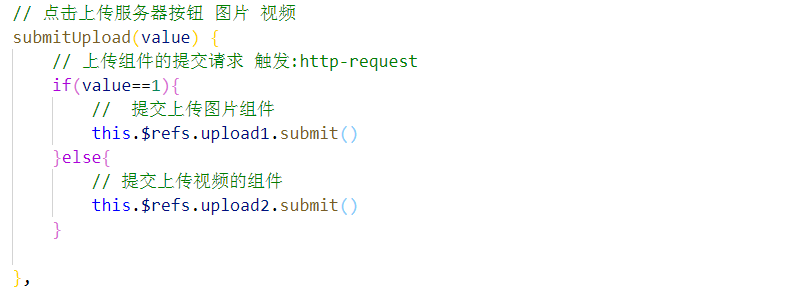 // 点击上传服务器按钮 图片 视频
submitUpload(value) {
// 上传组件的提交请求 触发:http-request
if(value==1){
//  提交上传图片组件
this.$refs.upload1.submit()
}else{
// 提交上传视频的组件
this.$refs.upload2.submit()
}
},